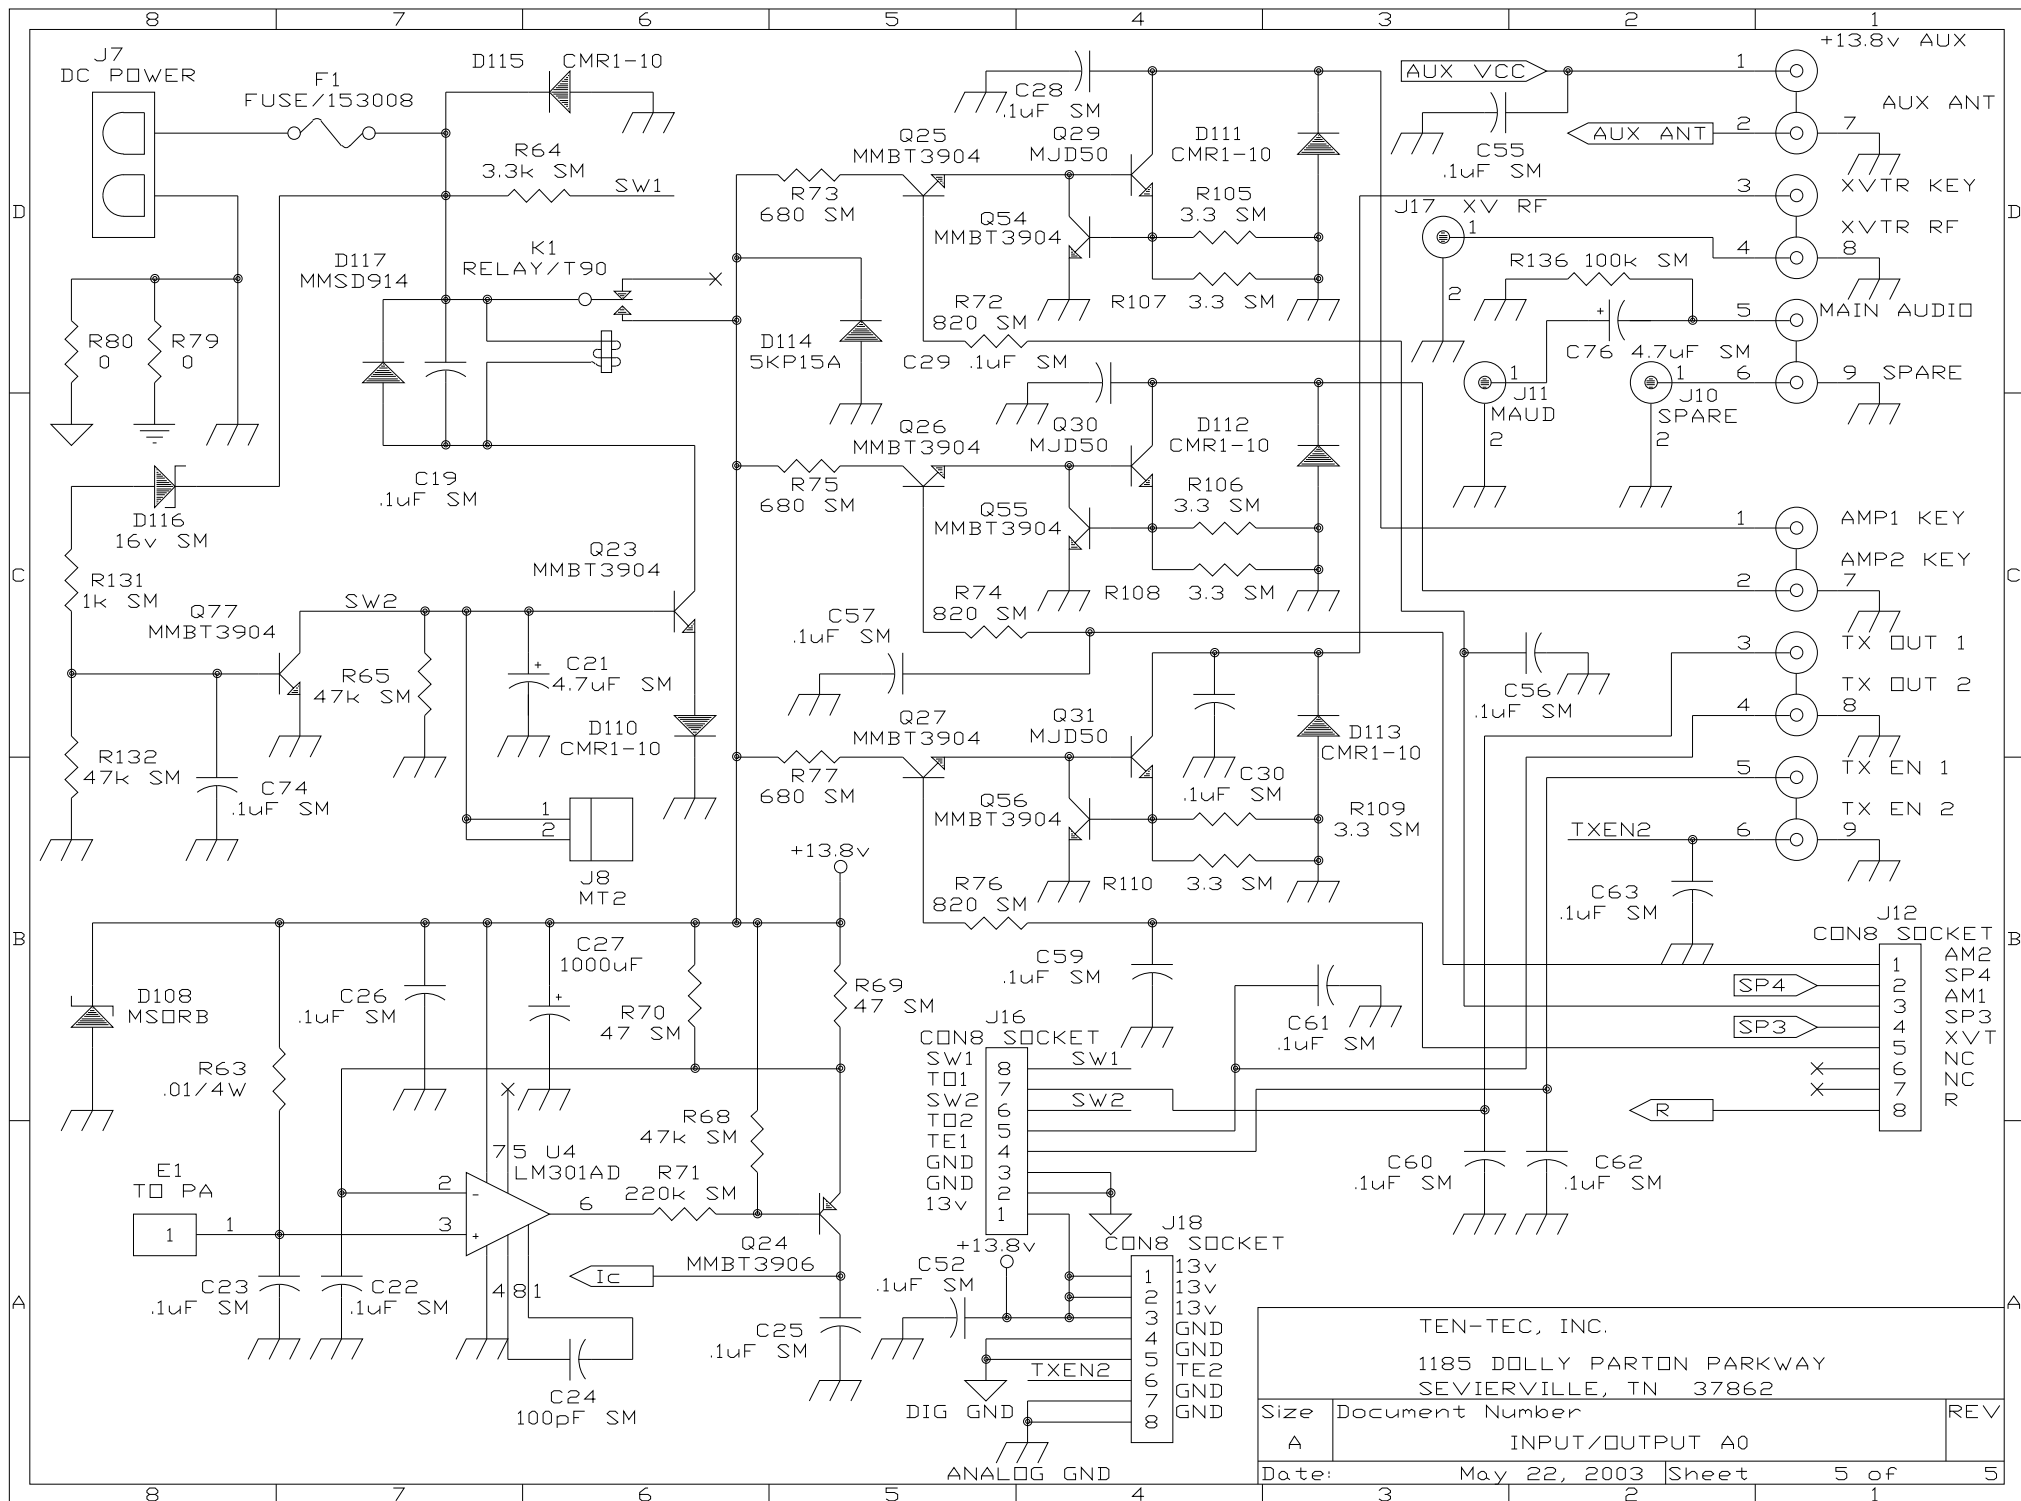 8 7 6 5 4 3 2 1
J7
DC POWER
F1
FUSE/153008
D115 CMR1-10
R64
3.3k SM
SW1
D117
MMSD914
K1
RELAY/T90
R80
0
R79
0
C19
.1uF SM
D116
16v SM
R131
1k SM
Q77
MMBT3904
SW2
Q23
MMBT3904
R65
47k SM
C21
4.7uF SM
+
D110
CMR1-10
R132
47k SM
C74
.1uF SM
1
2
J8
MT2
C28
.1uF SM
Q25
MMBT3904
Q29
MJD50
D111
CMR1-10
R73
680 SM
Q54
MMBT3904
R105
3.3 SM
R107 3.3 SM
R72
820 SM
D114
5KP15A
C29 .1uF SM
Q26
MMBT3904
Q30
MJD50
D112
CMR1-10
R75
680 SM
Q55
MMBT3904
R106
3.3 SM
R108 3.3 SM
R74
820 SM
C57
.1uF SM
Q27
MMBT3904
Q31
MJD50
D113
CMR1-10
R77
680 SM
C30
.1uF SM
Q56
MMBT3904
R109
3.3 SM
R110 3.3 SM
R76
820 SM
+13.8v
C59
.1uF SM
C61
.1uF SM
AUX VCC
1
+13.8v AUX
C55
.1uF SM
AUX ANT
2
AUX ANT
7
J17 XV RF
1
2
3
XVTR KEY
4
XVTR RF
8
R136 100k SM
+
C76 4.7uF SM
5
MAIN AUDIO
J11
MAUD
1
2
J10
SPARE
1
2
6
9 SPARE
1
AMP1 KEY
2
AMP2 KEY
7
C56
.1uF SM
3
TX OUT 1
4
TX OUT 2
8
5
TX EN 1
TXEN2
6
TX EN 2
9
C63
.1uF SM
J12
CON8 SOCKET
1 AM2
SP4 2 SP4
3 AM1
SP3 4 SP3
5 XVT
6 NC
7 NC
R 8 R
D108
MSORB
R63
.01/4W
C26
.1uF SM
C27
1000uF
+
R70
47 SM
R69
47 SM
R68
47k SM
E1
TO PA
1 1
2
3
-
+
7 5 U4
LM301AD
6
4 8 1
R71
220k SM
Q24
MMBT3906
Ic
C23
.1uF SM
C22
.1uF SM
C24
100pF SM
C25
.1uF SM
J16
CON8 SOCKET
SW1 8 SW1
TO1 7
SW2 6 SW2
TO2 5
TE1 4
GND 3
GND 2
13v 1
C60
.1uF SM
C62
.1uF SM
+13.8v
C52
.1uF SM
J18
CON8 SOCKET
1 13v
2 13v
3 13v
4 GND
5 GND
TXEN2 6 TE2
7 GND
8 GND
DIG GND
ANALOG GND
TEN-TEC, INC.
1185 DOLLY PARTON PARKWAY
SEVIERVILLE, TN 37862
Size Document Number REV
A INPUT/OUTPUT A0
Date: May 22, 2003 Sheet 5 of 5
D D
C C
B B
A A
8 7 6 5 4 3 2 1